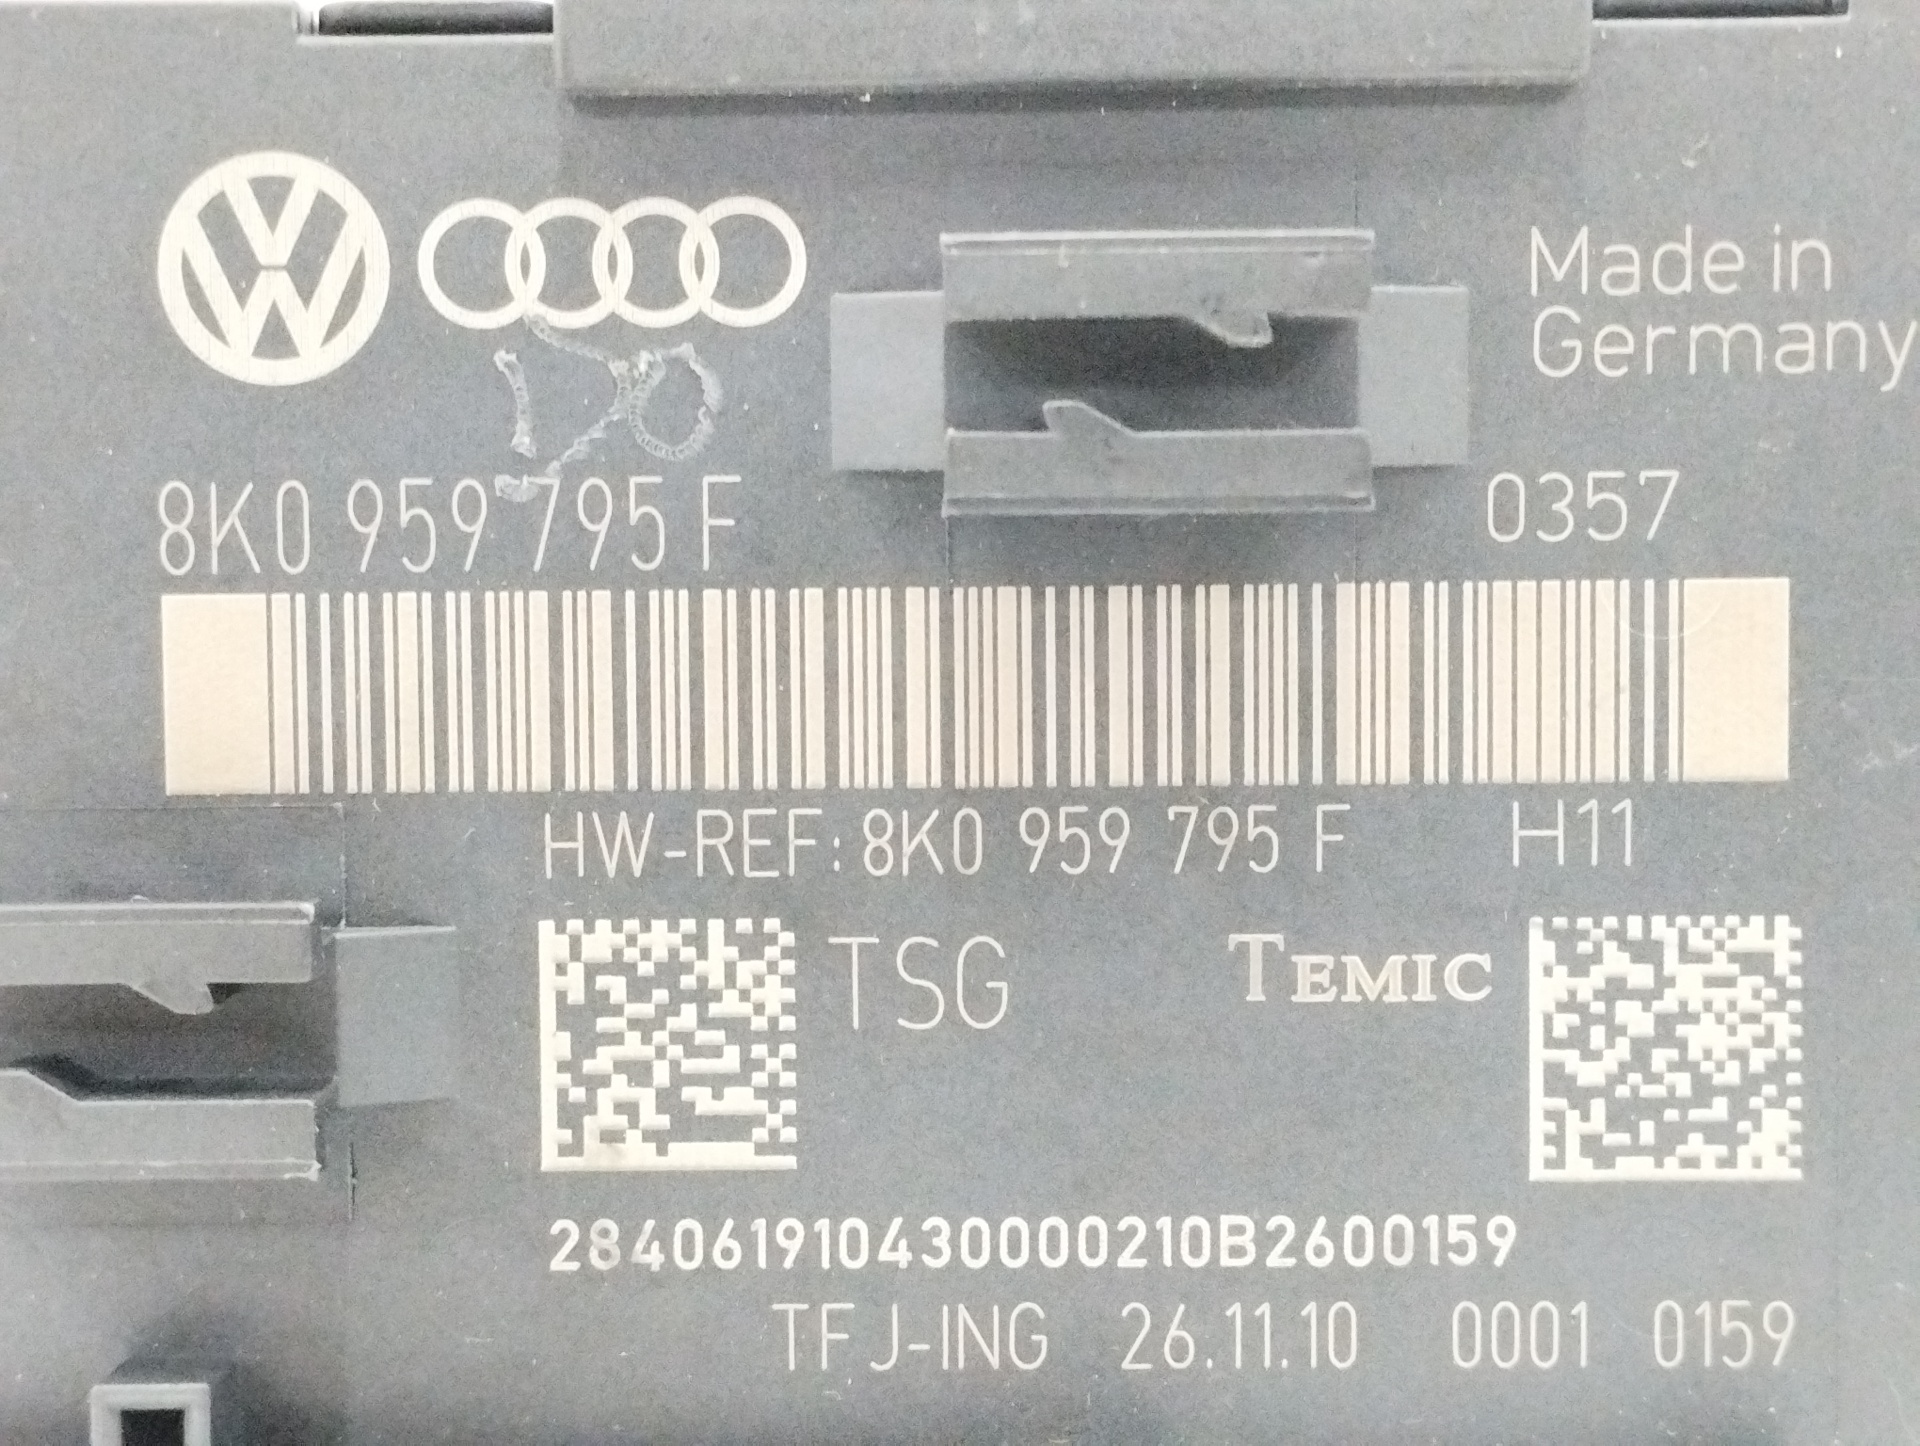 Made in
Germany
8K0 959 795 F
0357
HW-REF: 8K0 959 795 F H11
TSG
TEMIC
284061910430000210B2600159
TFJ-ING 26.11.10 0001 0159